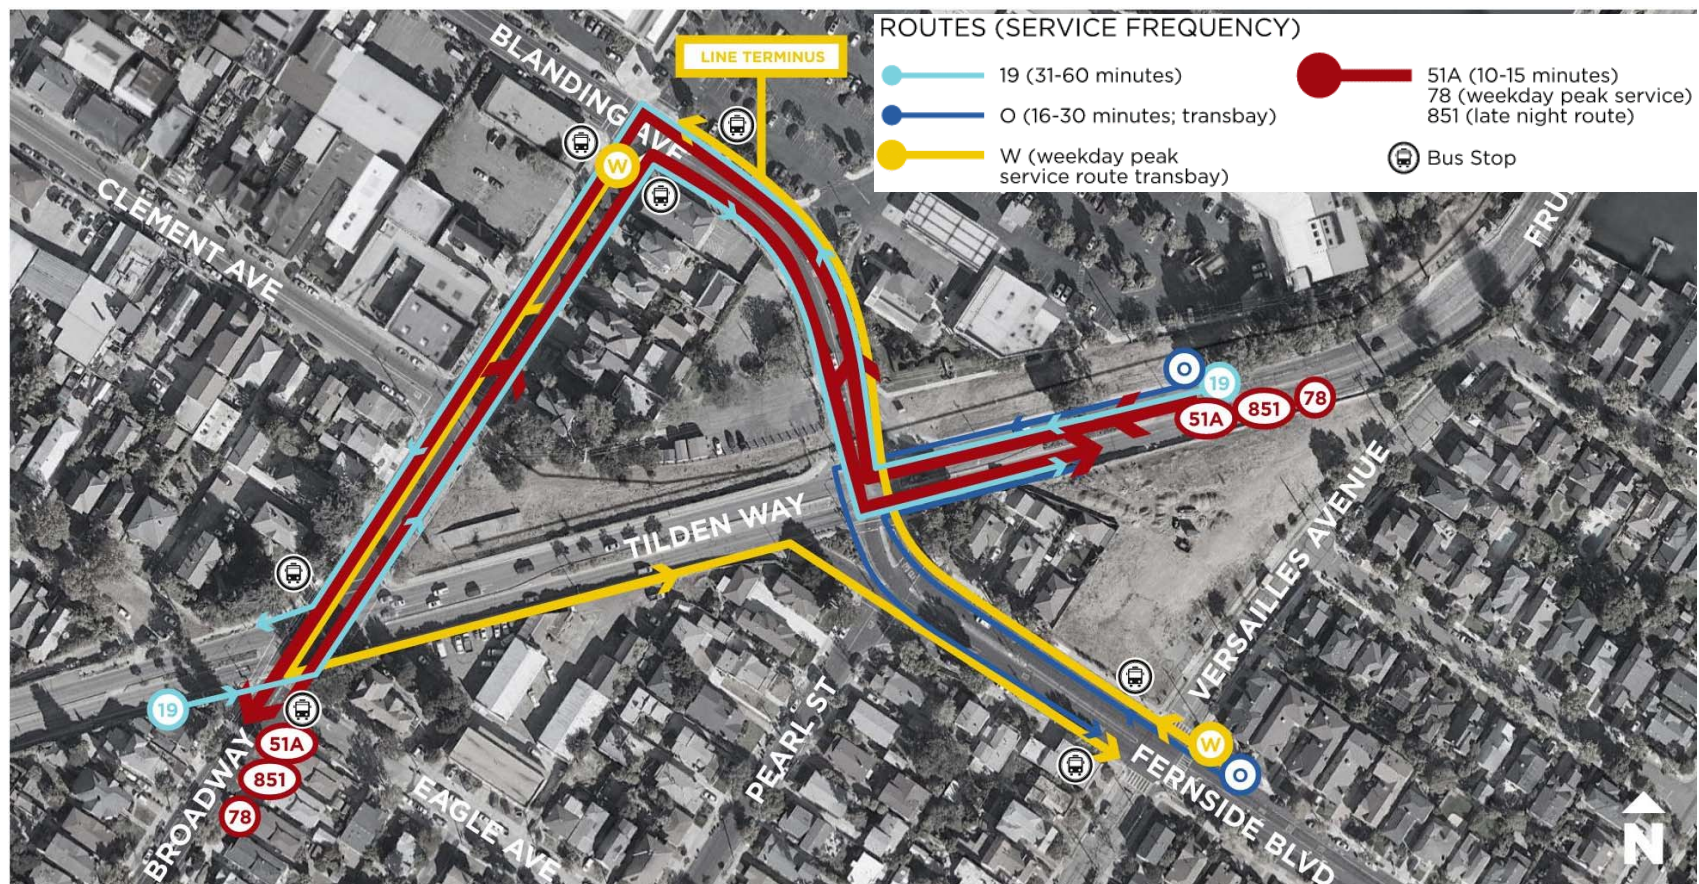 ROUTES (SERVICE FREQUENCY)
19 (31-60 minutes)
O (16-30 minutes; transbay)
W (weekday peak
service route transbay)
51A (10-15 minutes)
78 (weekday peak service)
851 (late night route)
Bus Stop
LINE TERMINUS
BLANDING AVE
W
CLEMENT AVE
FRU
O
19
51A
851
78
TILDEN WAY
VERSAILLES AVENUE
19
51A
851
78
BROADWAY
EAGLE AVE
PEARL ST
W
O
FERNSIDE BLVD
N